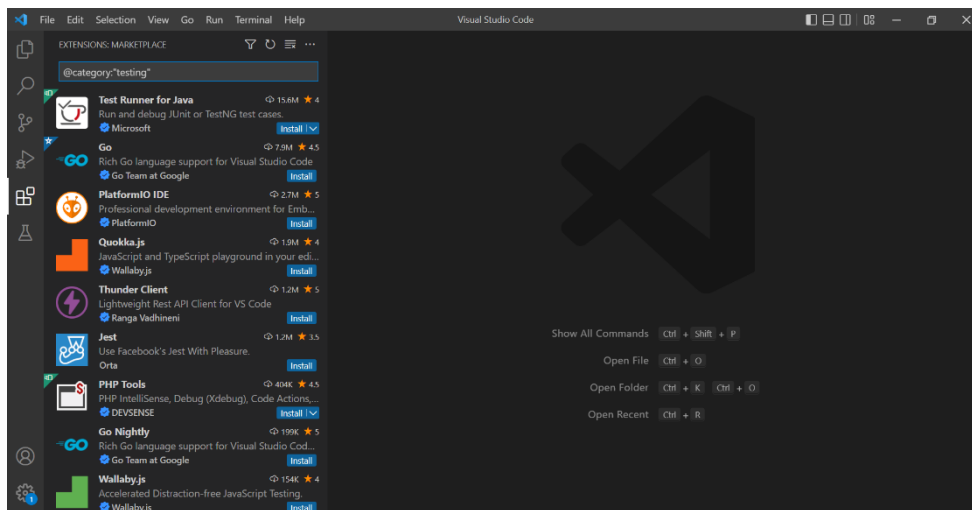 File Edit Selection View Go Run Terminal Help Visual Studio Code
EXTENSIONS: MARKETPLACE
@category:"testing"
Test Runner for Java 15.6M ★ 4
Run and debug JUnit or TestNG test cases.
Microsoft Install
GO Go 7.9M ★ 4.5
Rich Go language support for Visual Studio Code
Go Team at Google Install
PlatformIO IDE 2.7M ★ 5
Professional development environment for Emb...
PlatformIO Install
Quokka.js 1.9M ★ 4
JavaScript and TypeScript playground in your edi...
Wallaby.js Install
Thunder Client 1.2M ★ 5
Lightweight Rest API Client for VS Code
Ranga Vadhineni Install
Jest 1.2M ★ 3.5
Use Facebook's Jest With Pleasure.
Orta Install
PHP Tools 404K ★ 4.5
PHP IntelliSense, Debug (Xdebug), Code Actions,...
DEVSENSE Install
GO Go Nightly 199K ★ 5
Rich Go language support for Visual Studio Cod...
Go Team at Google Install
Wallaby.js 154K ★ 4
Accelerated Distraction-free JavaScript Testing.
Wallaby.js Install
1
Show All Commands Ctrl + Shift + P
Open File Ctrl + O
Open Folder Ctrl + K Ctrl + O
Open Recent Ctrl + R